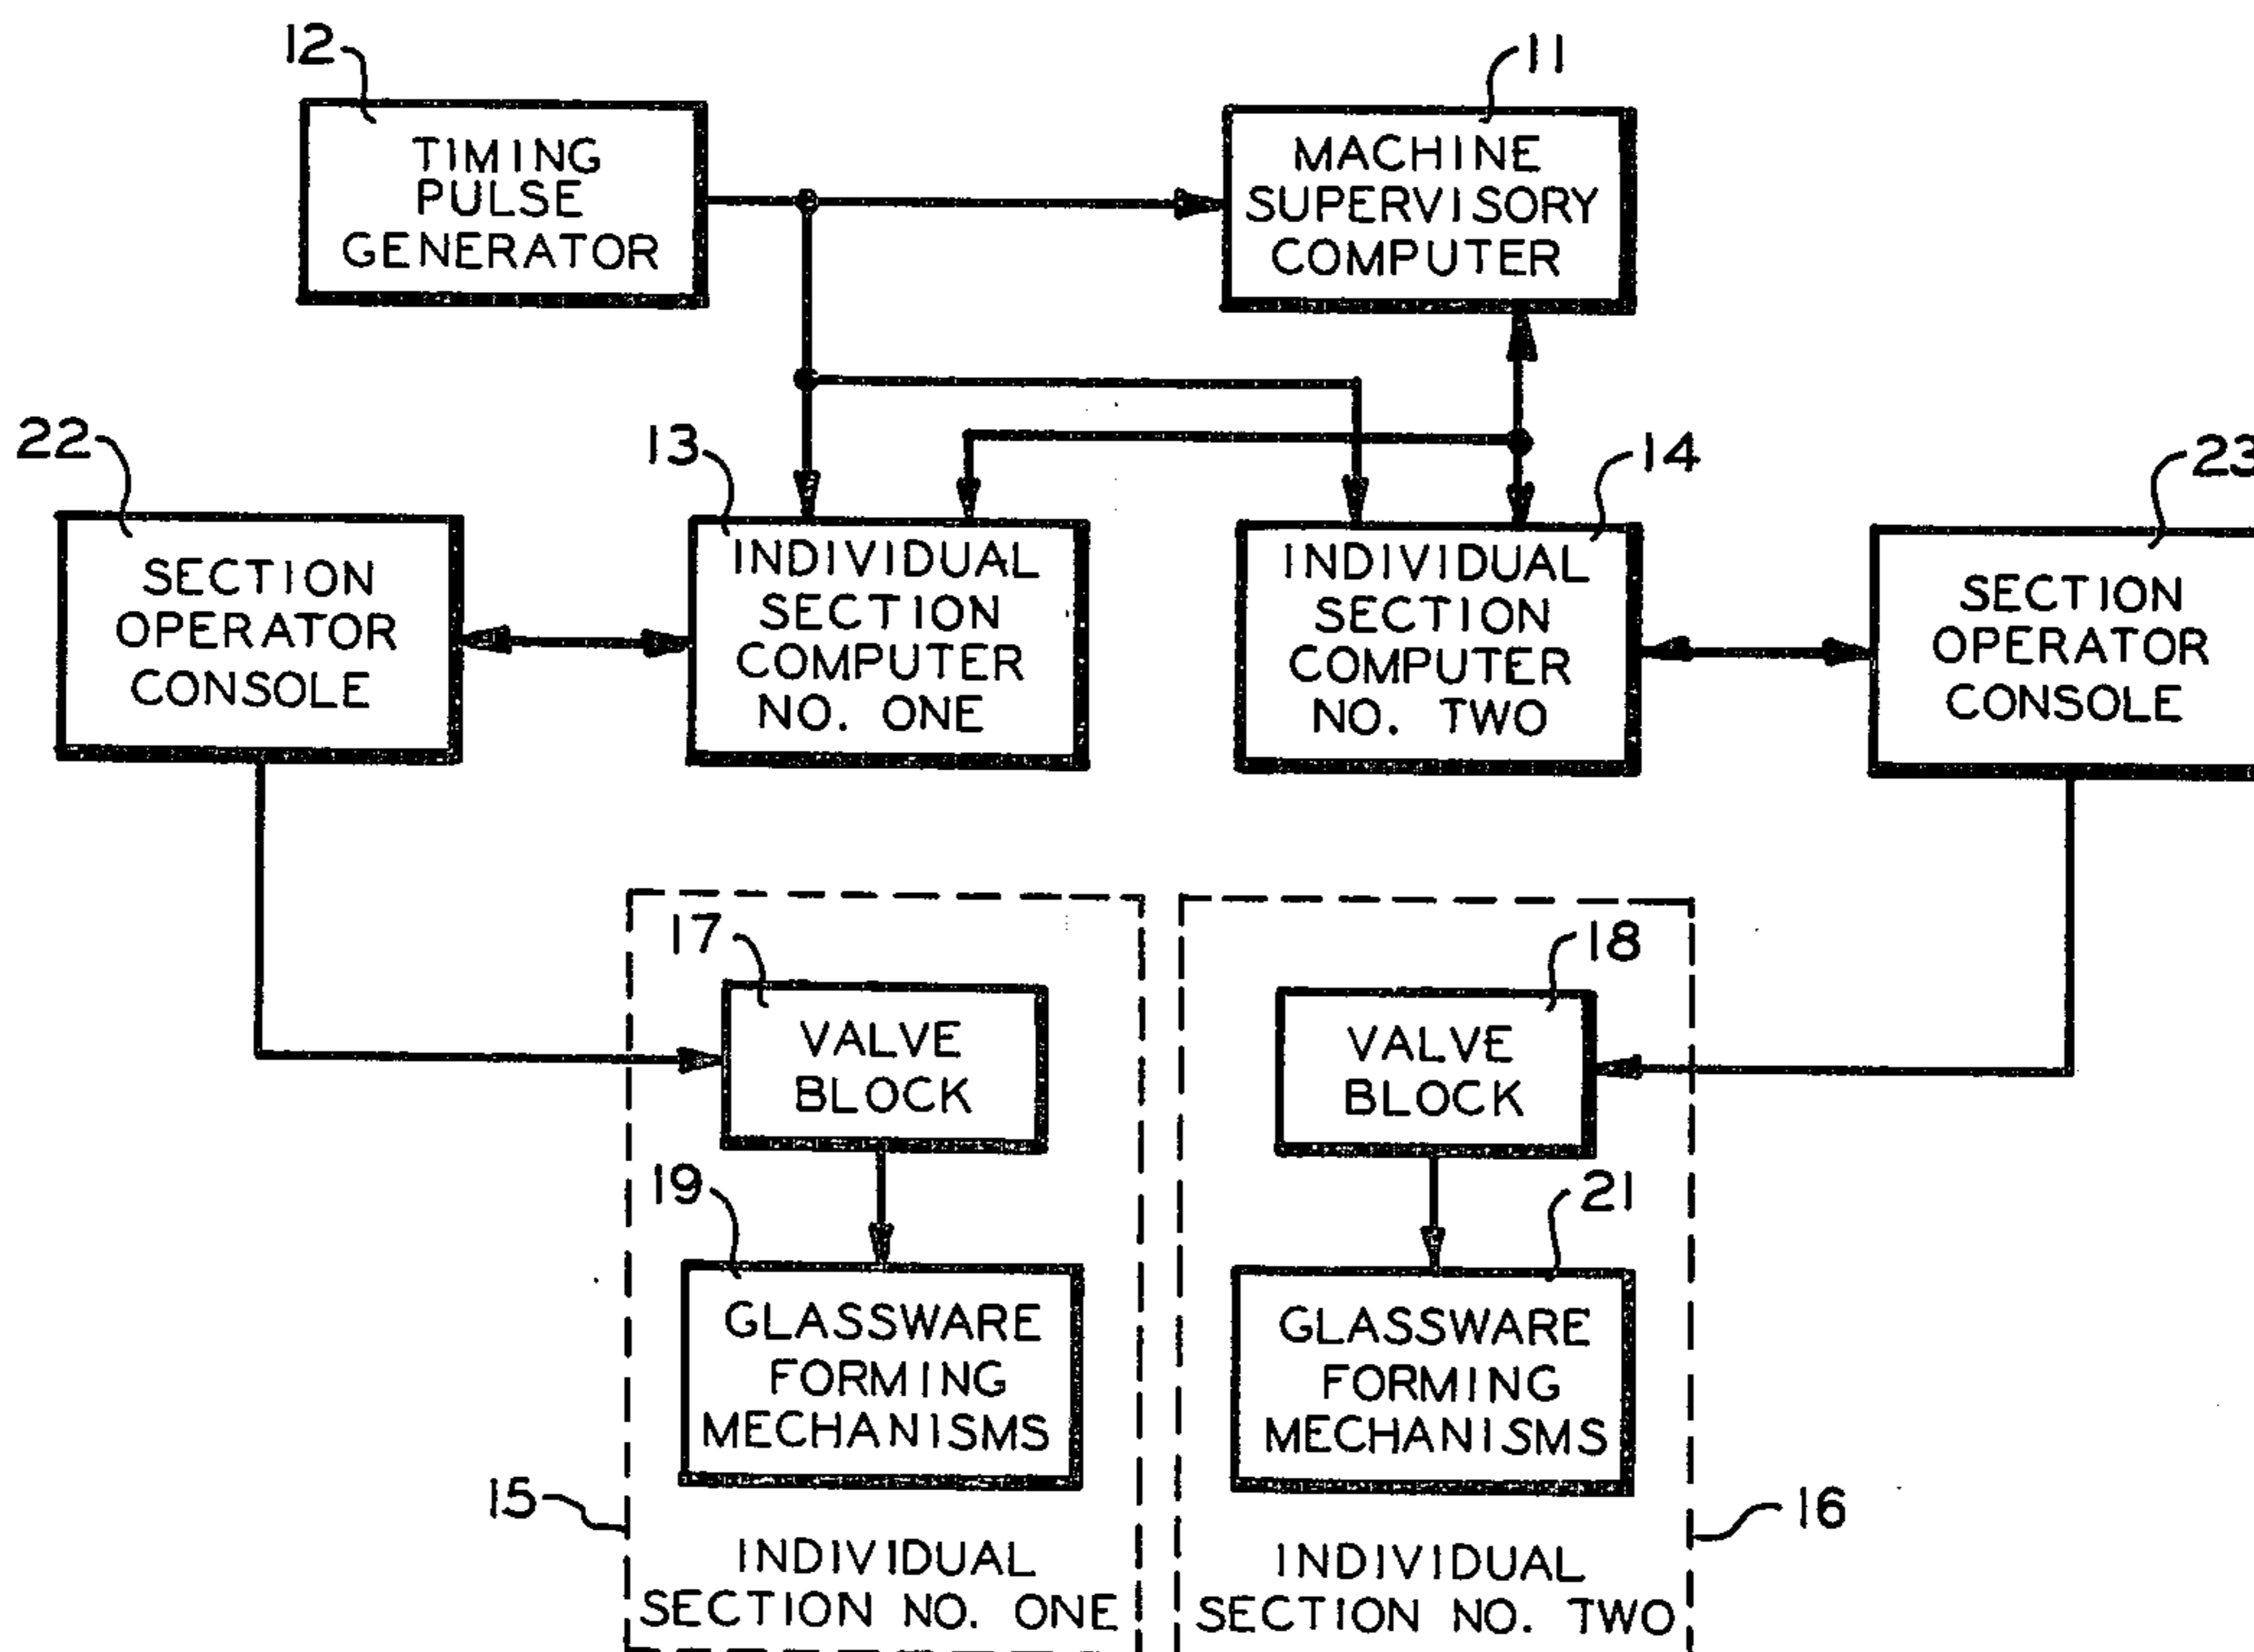 12
TIMING
PULSE
GENERATOR
11
MACHINE
SUPERVISORY
COMPUTER
22
SECTION
OPERATOR
CONSOLE
13
INDIVIDUAL
SECTION
COMPUTER
NO. ONE
14
INDIVIDUAL
SECTION
COMPUTER
NO. TWO
23
SECTION
OPERATOR
CONSOLE
17
VALVE
BLOCK
19
GLASSWARE
FORMING
MECHANISMS
15
INDIVIDUAL
SECTION NO. ONE
18
VALVE
BLOCK
21
GLASSWARE
FORMING
MECHANISMS
16
INDIVIDUAL
SECTION NO. TWO